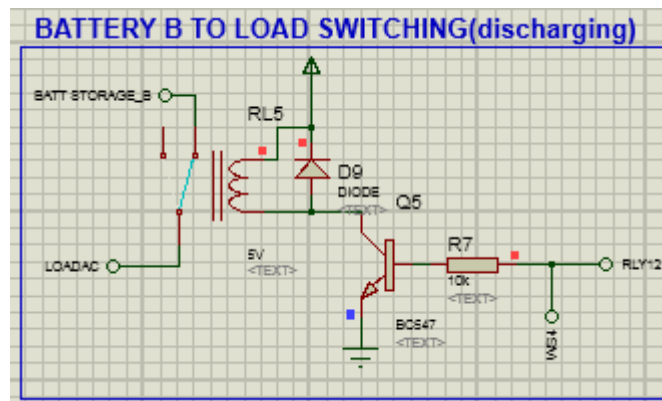 BATTERY B TO LOAD SWITCHING(discharging)
BATT STORAGE_B
RL5
D9
DIODE
<TEXT>
Q5
R7
LOADAC
5V
<TEXT>
10k
<TEXT>
RLY12
BC547
<TEXT>